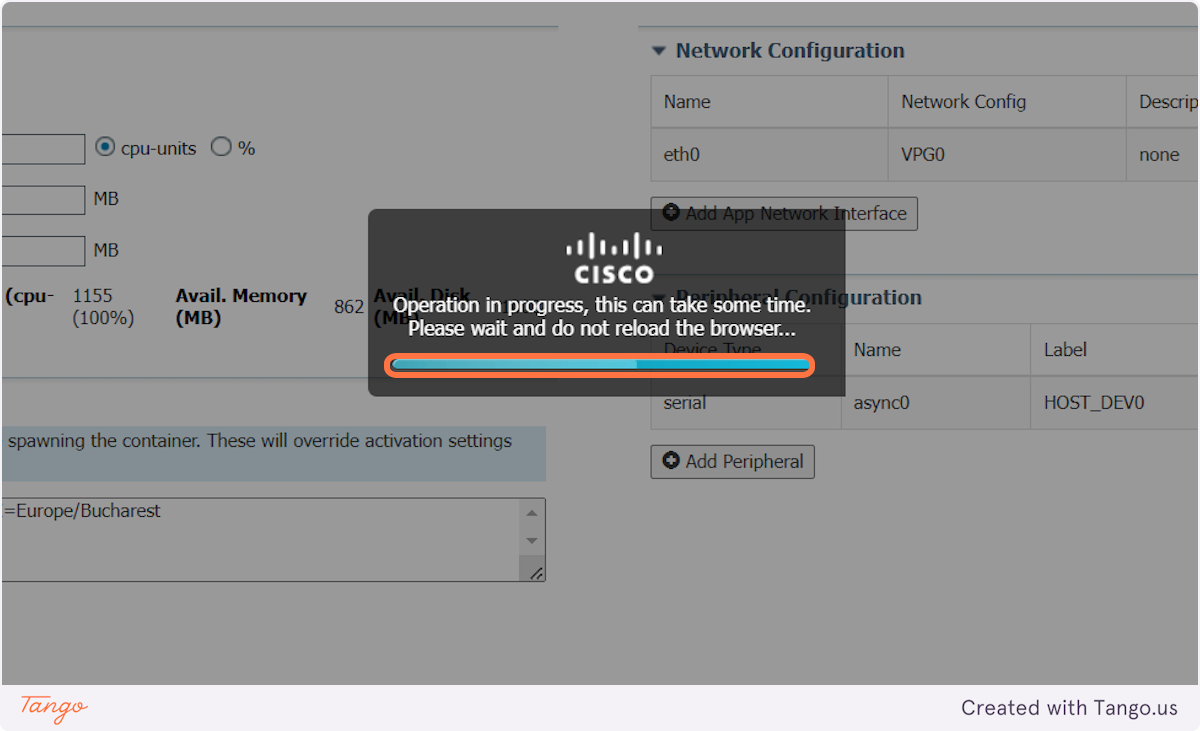 cpu-units %
MB
MB
(cpu- 1155 (100%) Avail. Memory (MB) 862 Avail. Disk (MB)
spawning the container. These will override activation settings
=Europe/Bucharest
Network Configuration
Name Network Config Descrip
eth0 VPG0 none
Add App Network Interface
CISCO
Operation in progress, this can take some time.
Please wait and do not reload the browser...
Peripheral Configuration
Device Type Name Label
serial async0 HOST_DEV0
Add Peripheral
Tango
Created with Tango.us